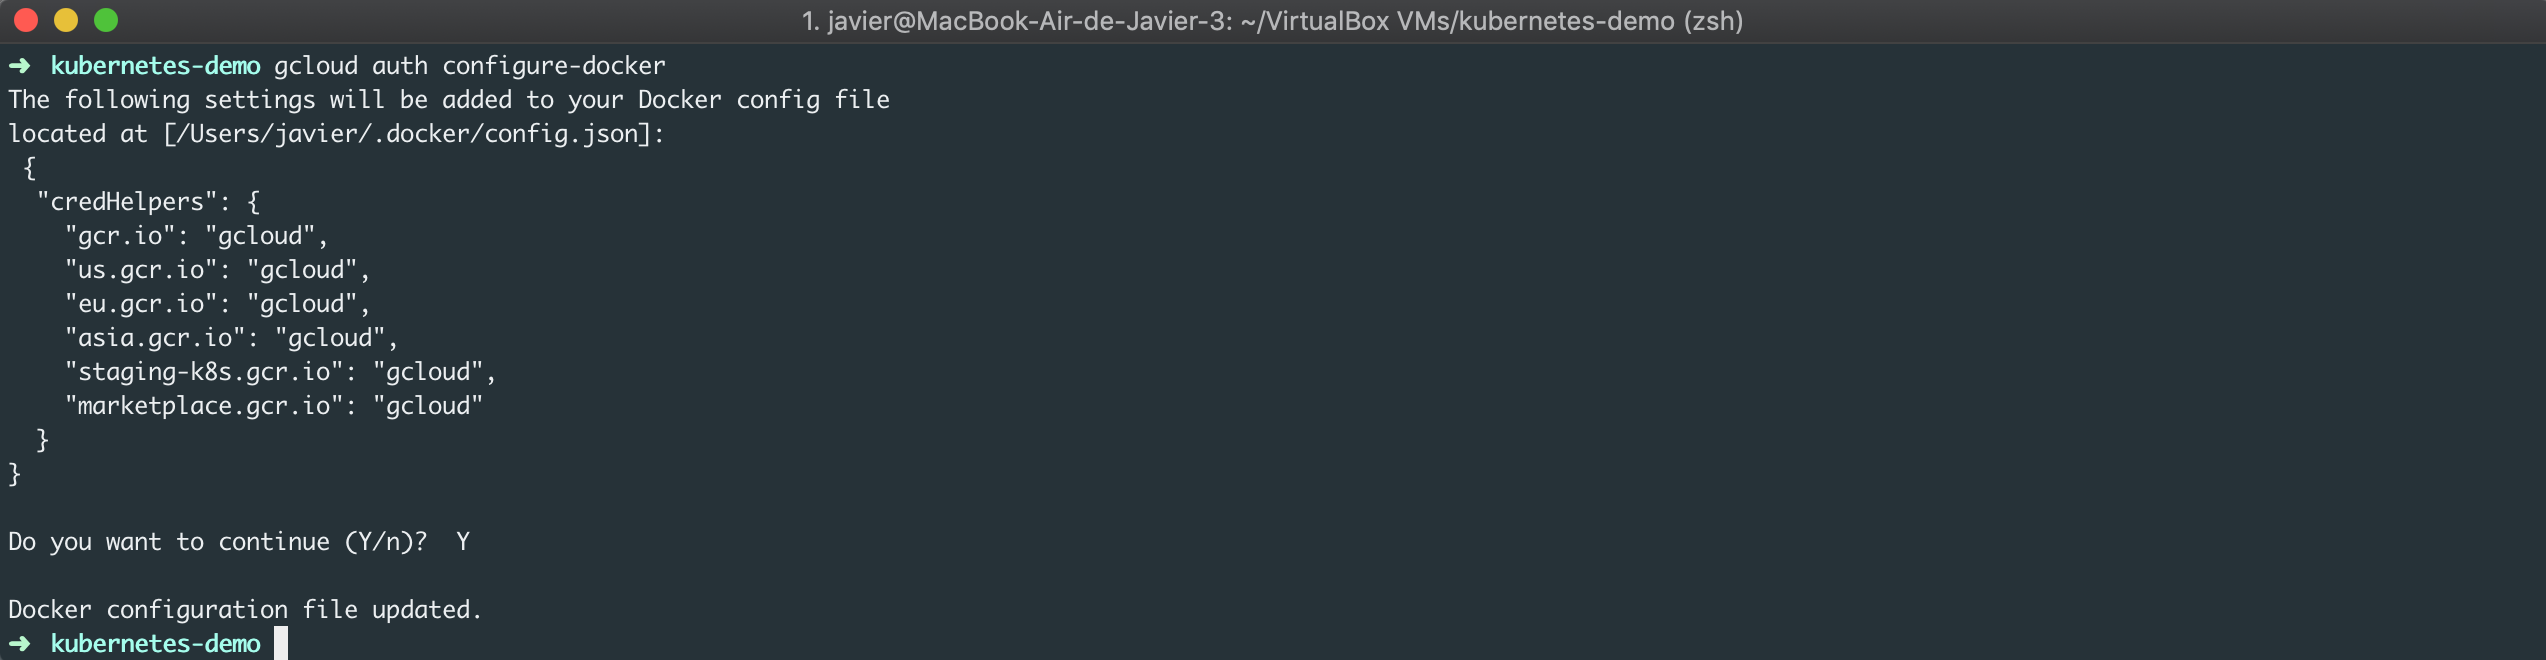 1. javier@MacBook-Air-de-Javier-3: ~/VirtualBox VMs/kubernetes-demo (zsh)
➜  kubernetes-demo gcloud auth configure-docker
The following settings will be added to your Docker config file
located at [/Users/javier/.docker/config.json]:
 {
  "credHelpers": {
    "gcr.io": "gcloud",
    "us.gcr.io": "gcloud",
    "eu.gcr.io": "gcloud",
    "asia.gcr.io": "gcloud",
    "staging-k8s.gcr.io": "gcloud",
    "marketplace.gcr.io": "gcloud"
  }
}
Do you want to continue (Y/n)?  Y
Docker configuration file updated.
➜  kubernetes-demo